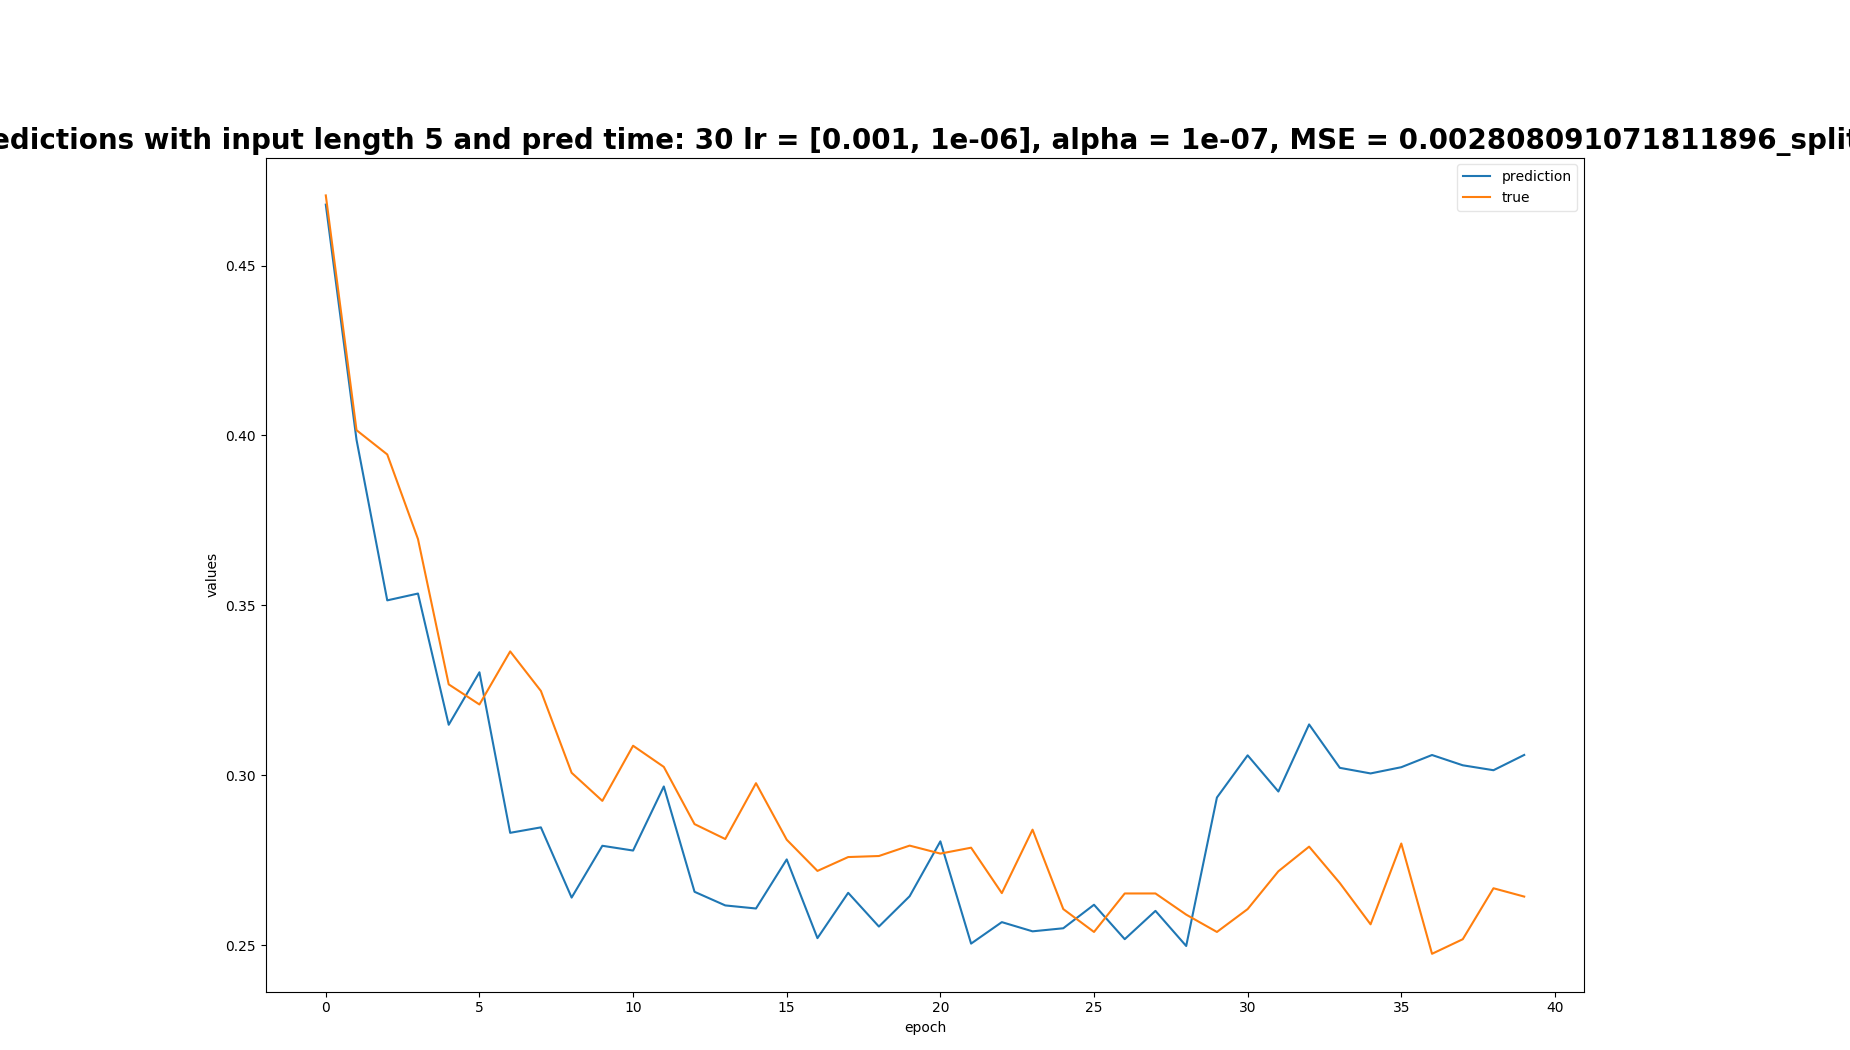 edictions with input length 5 and pred time: 30 lr = [0.001, 1e-06], alpha = 1e-07, MSE = 0.002808091071811896_split
prediction
true
0.45
0.40
0.35
0.30
0.25
values
0 5 10 15 20 25 30 35 40
epoch